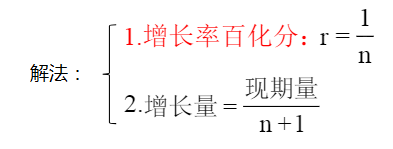 1.增长率百化分：r = 1/n
解法：
2.增长量 = 现期量/n + 1